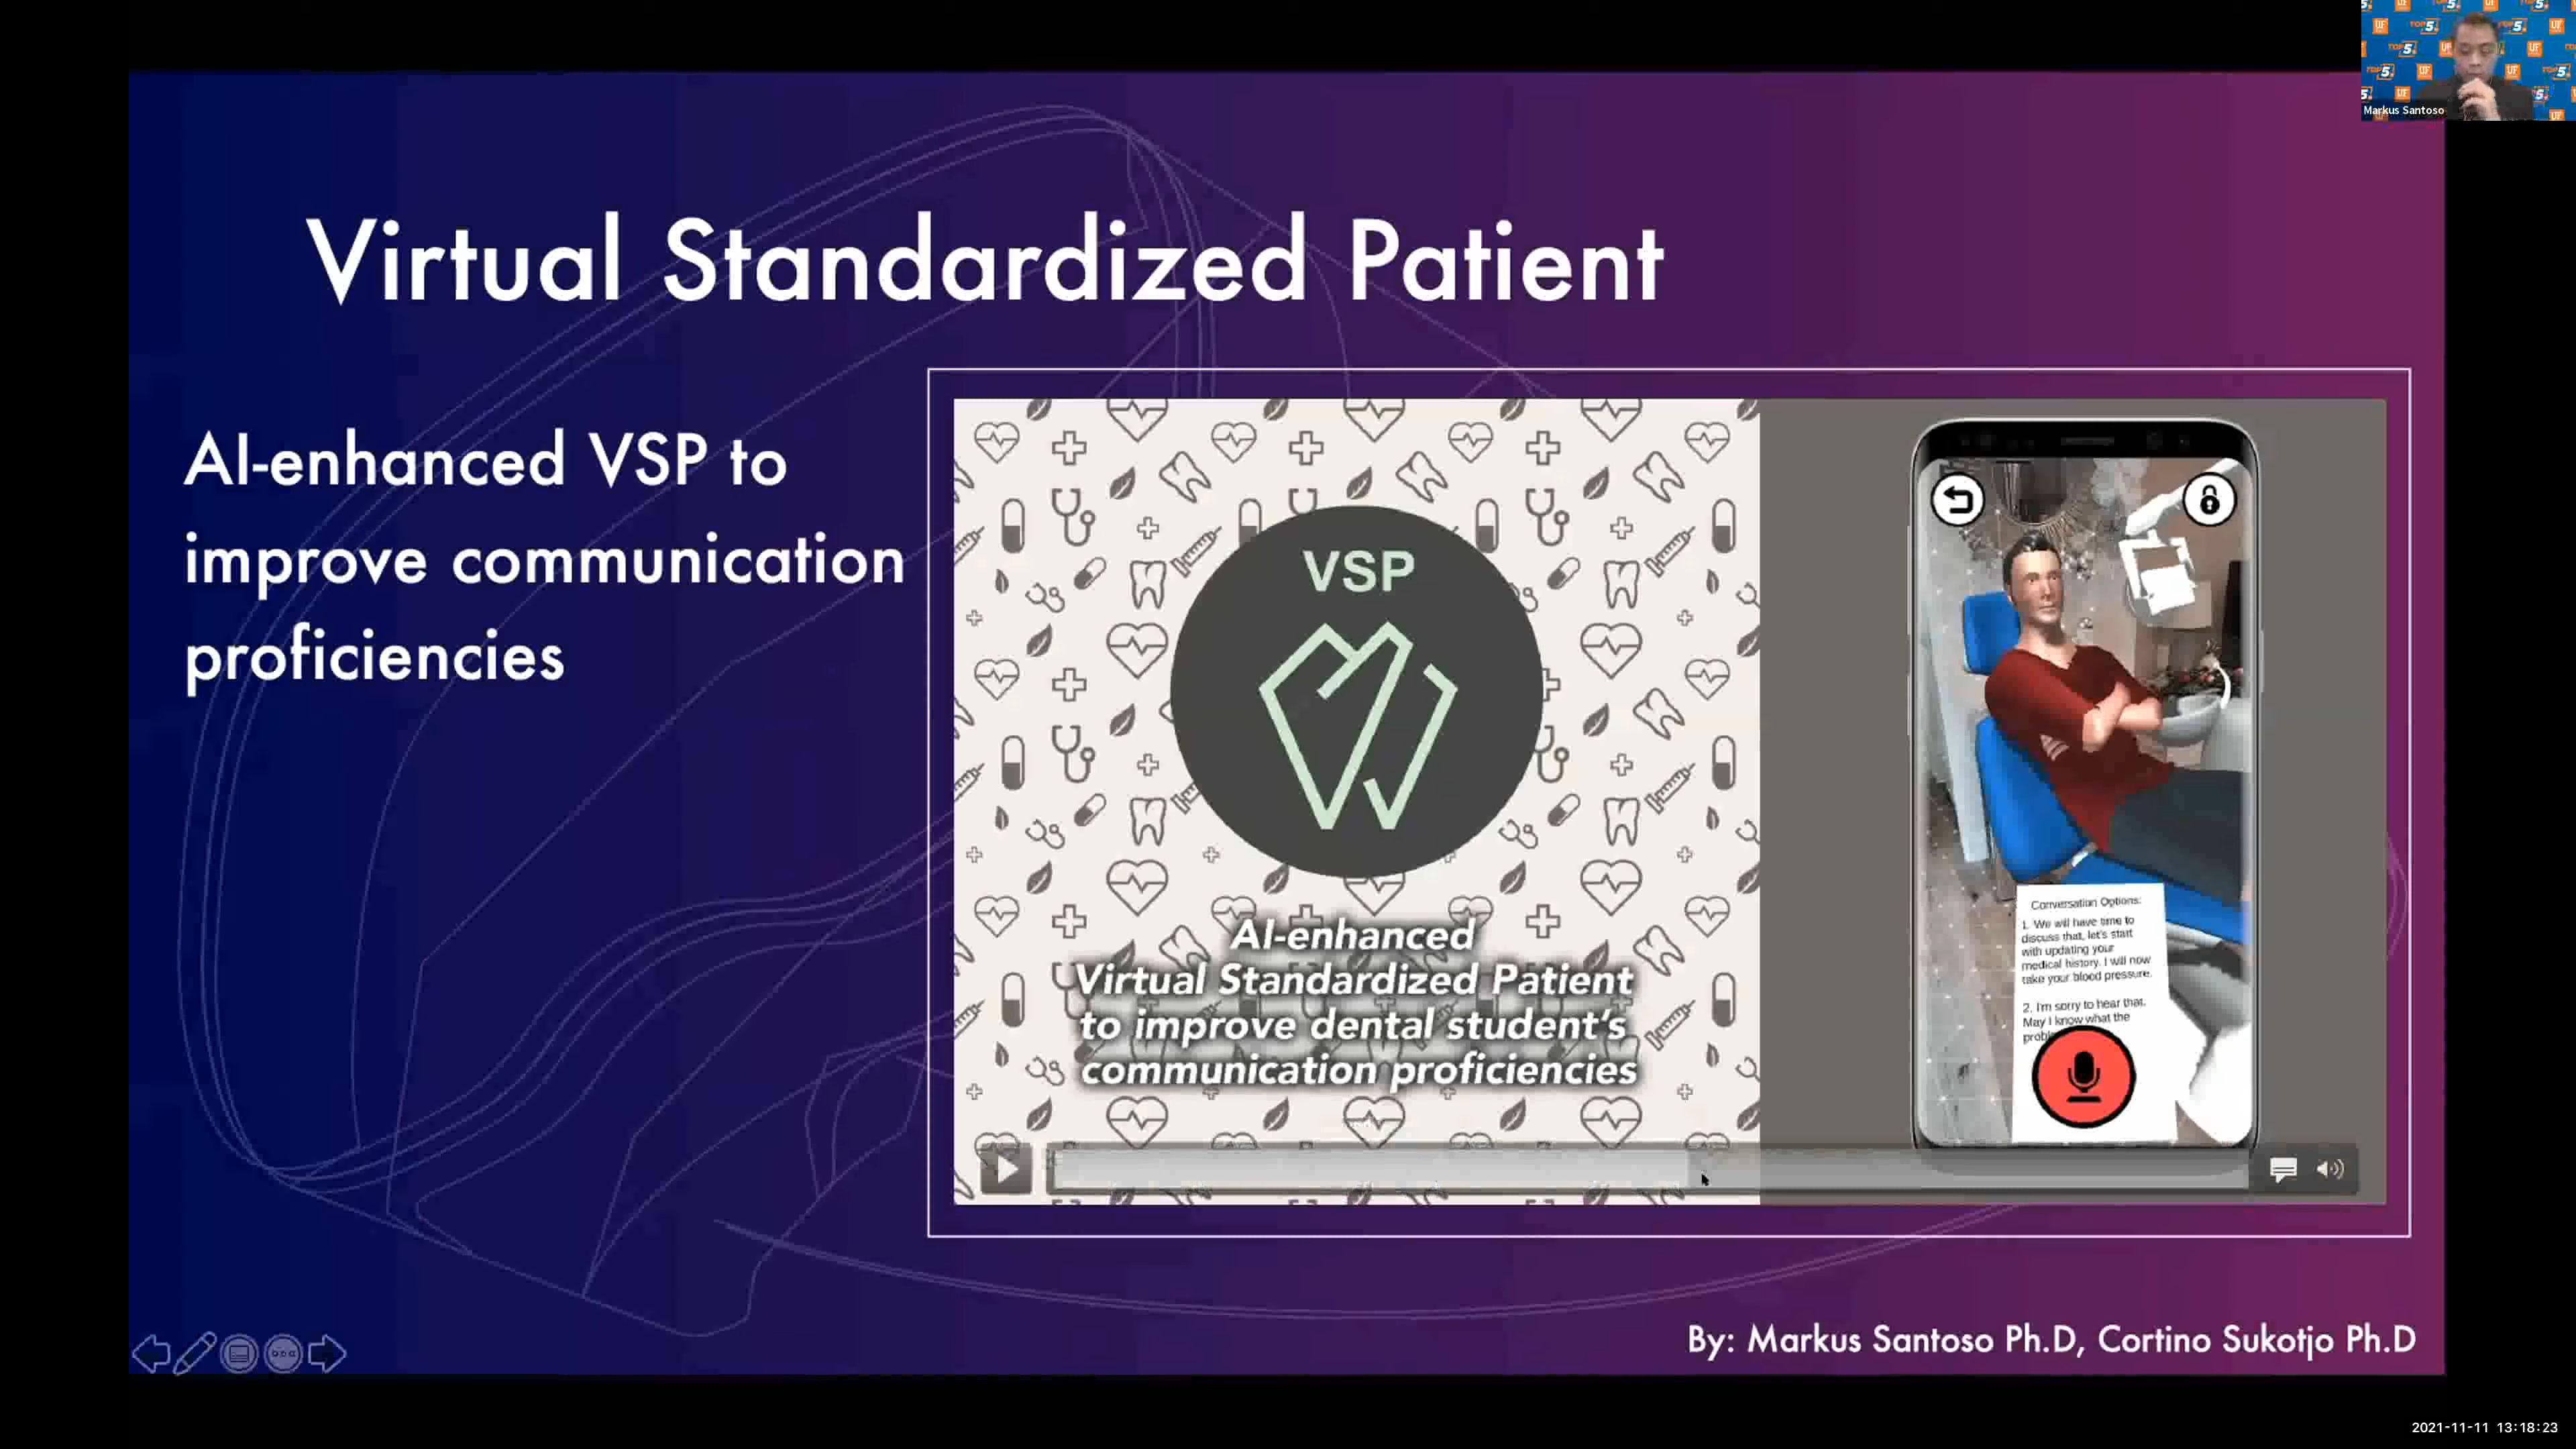 Markus Santoso
Virtual Standardized Patient
AI-enhanced VSP to
improve communication
proficiencies
VSP
AI-enhanced
Virtual Standardized Patient
to improve dental student's
communication proficiencies
Conversation Options:
1. We will have time to
discuss that, let's start
with updating your
medical history. I will now
take your blood pressure.
2. I'm sorry to hear that.
May I know what the
By: Markus Santoso Ph.D, Cortino Sukotjo Ph.D
2021-11-11 13:18:23